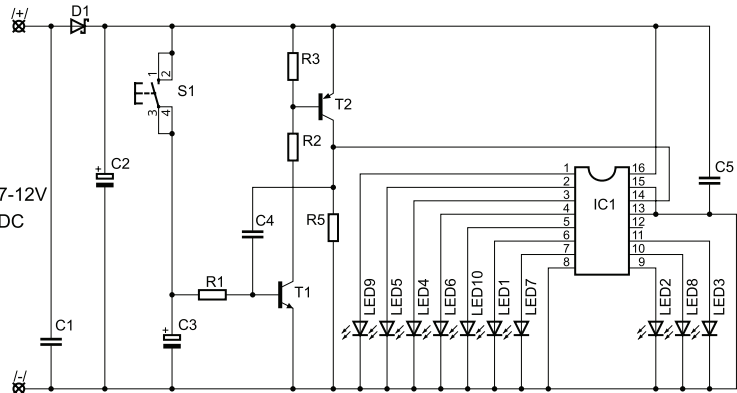 /+/
D1
R3
1
2
S1
T2
3
4
R2
C2
1
16
2
15
3
14
4
13
5
12
6
11
7
10
8
9
IC1
C5
7-12V
DC
C4
R5
R1
T1
LED9
LED5
LED4
LED6
LED10
LED1
LED7
LED2
LED8
LED3
C1
C3
+
+
/-/